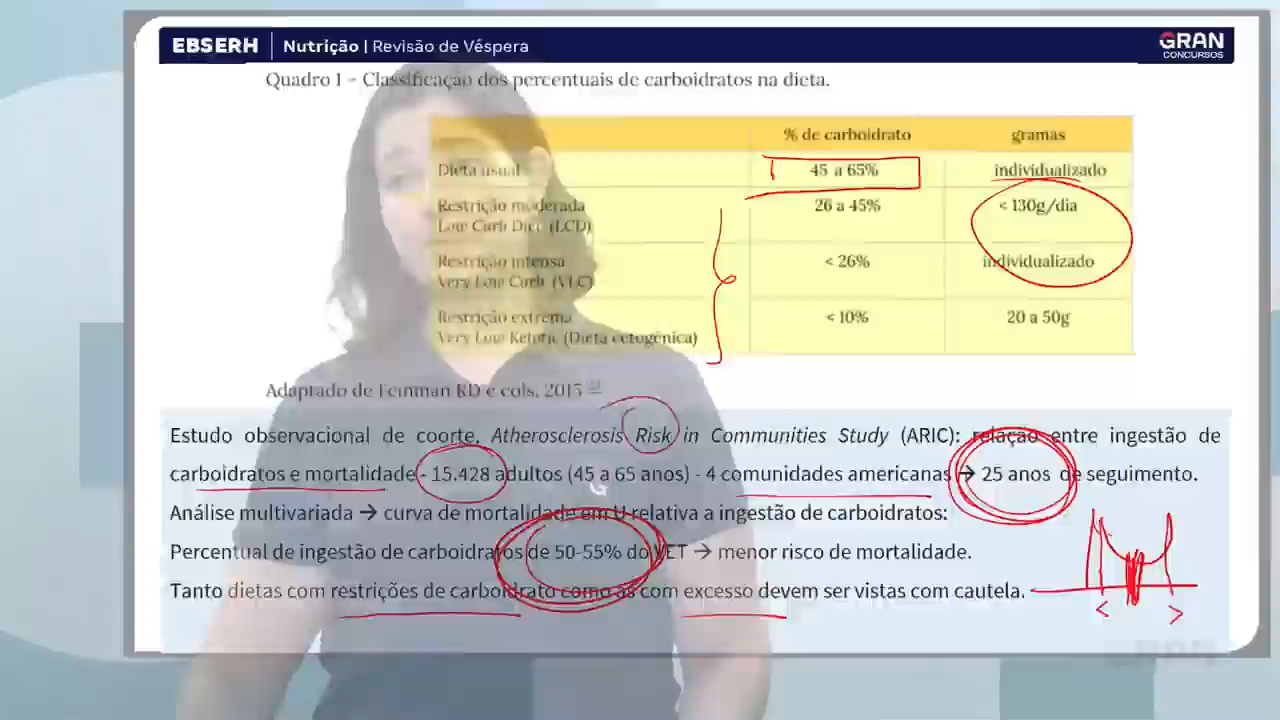 EBSERH | Nutrição | Revisão de Véspera
GRAN
CONCURSOS
Quadro 1 – Classificação dos percentuais de carboidratos na dieta.
% de carboidrato gramas
Dieta usual 45 a 65% individualizado
Restrição moderada 26 a 45% < 130g/dia
Low Carb Diet (LCD)
Restrição intensa < 26% individualizado
Very Low Carb (VLC)
Restrição extrema < 10% 20 a 50g
Very Low Ketotic (Dieta cetogênica)
Adaptado de Feinman RD e cols, 2015
Estudo observacional de coorte, Atherosclerosis Risk in Communities Study (ARIC): relação entre ingestão de
carboidratos e mortalidade - 15.428 adultos (45 a 65 anos) - 4 comunidades americanas → 25 anos de seguimento.
Análise multivariada → curva de mortalidade em U relativa a ingestão de carboidratos:
Percentual de ingestão de carboidratos de 50-55% do VET → menor risco de mortalidade.
Tanto dietas com restrições de carboidrato como as com excesso devem ser vistas com cautela.
< >